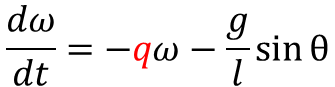 dω/dt = −qω − g/l sin θ